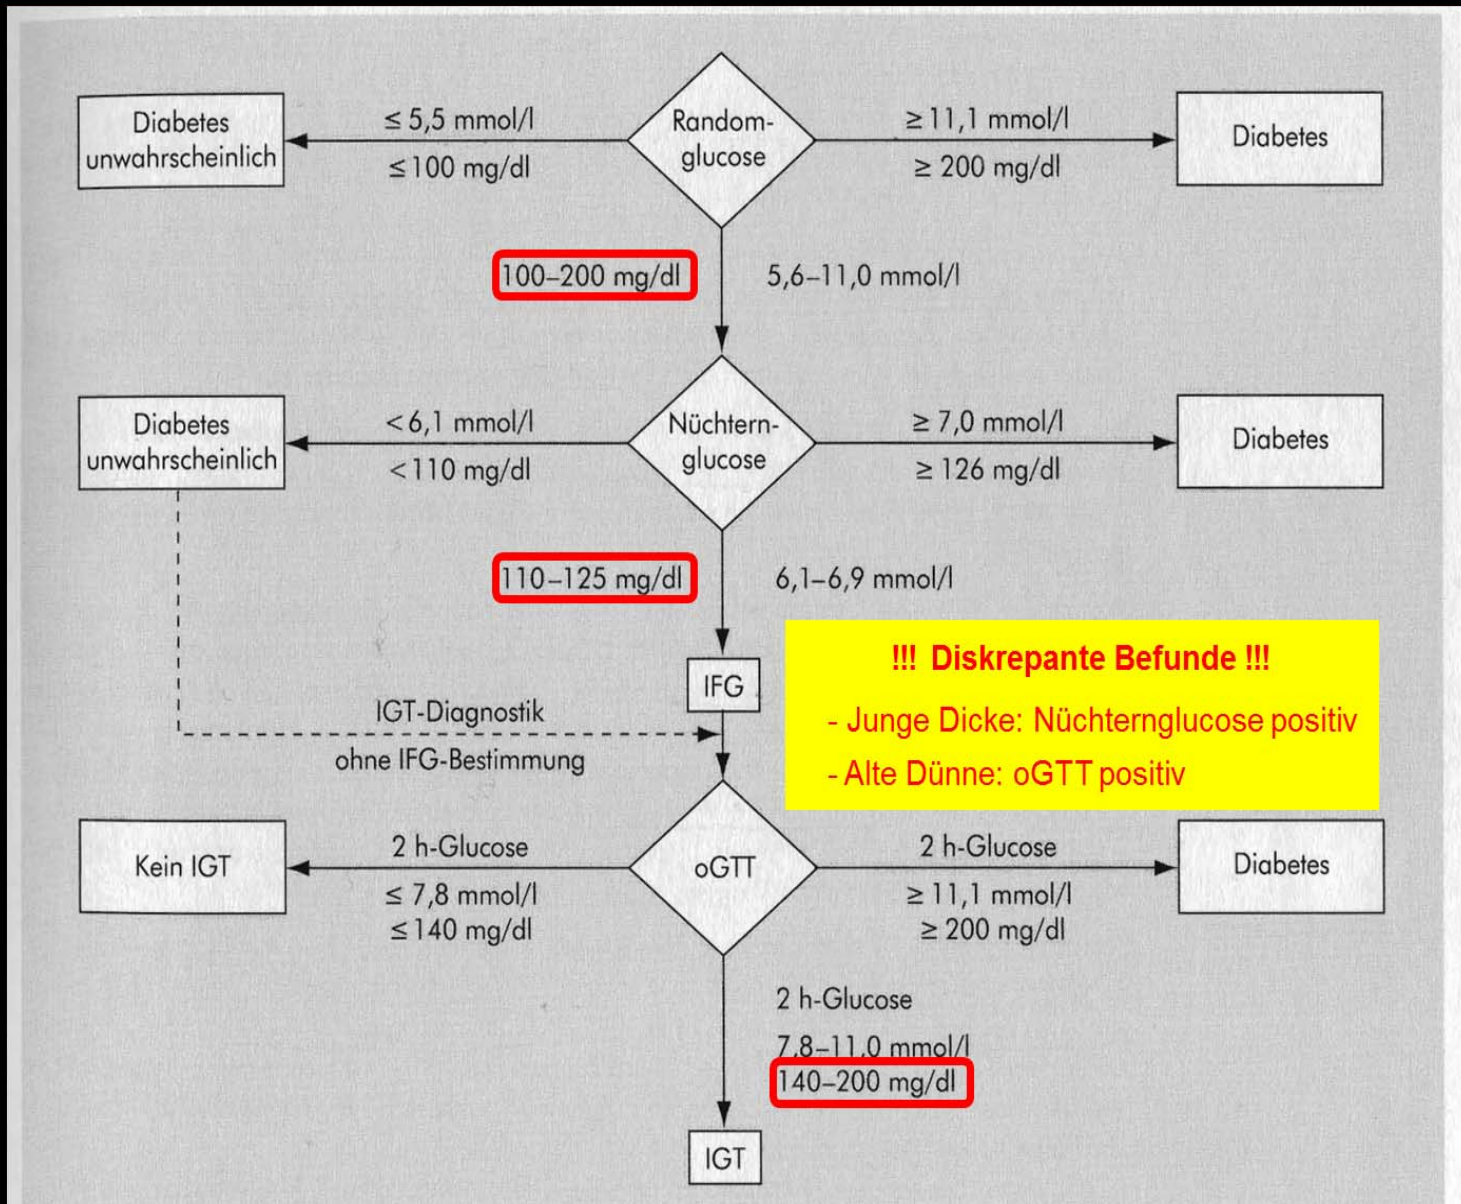 Diabetes
unwahrscheinlich
≤ 5,5 mmol/l
≤ 100 mg/dl
Random-
glucose
≥ 11,1 mmol/l
≥ 200 mg/dl
Diabetes
100–200 mg/dl
5,6–11,0 mmol/l
Diabetes
unwahrscheinlich
< 6,1 mmol/l
<110 mg/dl
Nüchtern-
glucose
≥ 7,0 mmol/l
≥ 126 mg/dl
Diabetes
110–125 mg/dl
6,1–6,9 mmol/l
!!! Diskrepante Befunde !!!
- Junge Dicke: Nüchternglucose positiv
- Alte Dünne: oGTT positiv
IFG
IGT-Diagnostik
ohne IFG-Bestimmung
Kein IGT
2 h-Glucose
≤ 7,8 mmol/l
≤ 140 mg/dl
oGTT
2 h-Glucose
≥ 11,1 mmol/l
≥ 200 mg/dl
Diabetes
2 h-Glucose
7,8–11,0 mmol/l
140–200 mg/dl
IGT